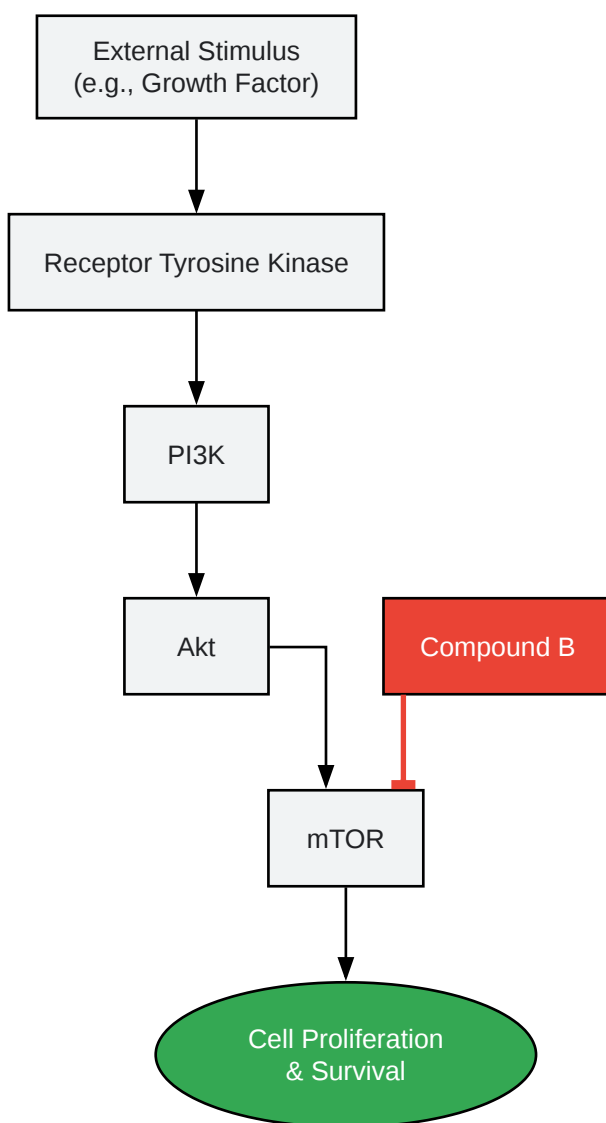 External Stimulus
(e.g., Growth Factor)
Receptor Tyrosine Kinase
PI3K
Akt
Compound B
mTOR
Cell Proliferation
& Survival